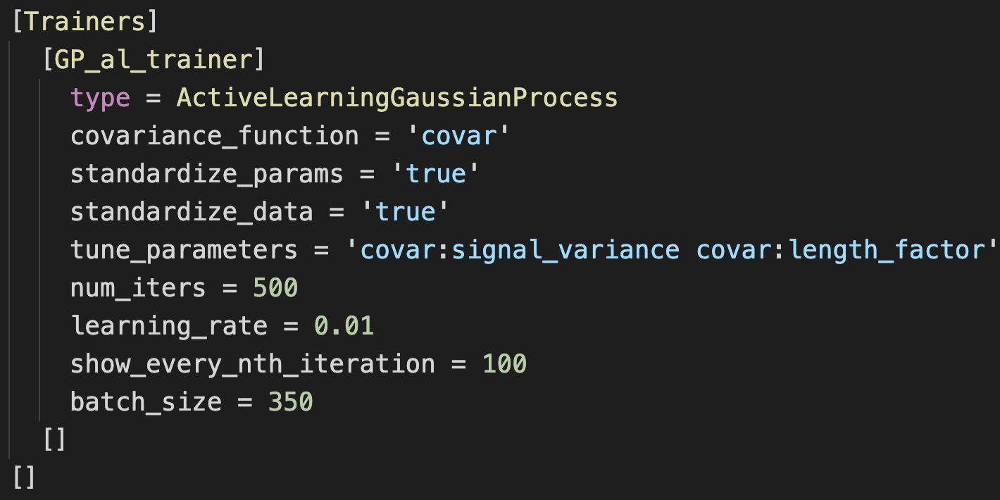 [Trainers]
[GP_al_trainer]
type = ActiveLearningGaussianProcess
covariance_function = 'covar'
standardize_params = 'true'
standardize_data = 'true'
tune_parameters = 'covar:signal_variance covar:length_factor'
num_iters = 500
learning_rate = 0.01
show_every_nth_iteration = 100
batch_size = 350
[]
[]